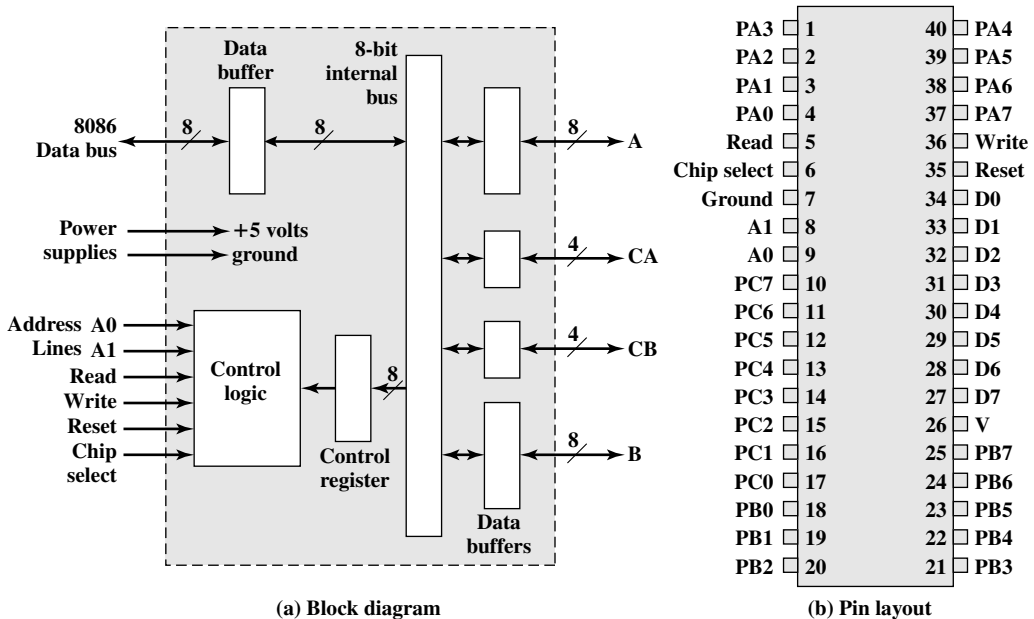 Data
buffer
8-bit
internal
bus
8086
Data bus
8
8
8
A
Power
supplies
+5 volts
ground
4
CA
Address A0
Lines A1
Read
Write
Reset
Chip
select
Control
logic
Control
register
8
4
CB
8
B
Data
buffers
(a) Block diagram
PA3 1 40 PA4
PA2 2 39 PA5
PA1 3 38 PA6
PA0 4 37 PA7
Read 5 36 Write
Chip select 6 35 Reset
Ground 7 34 D0
A1 8 33 D1
A0 9 32 D2
PC7 10 31 D3
PC6 11 30 D4
PC5 12 29 D5
PC4 13 28 D6
PC3 14 27 D7
PC2 15 26 V
PC1 16 25 PB7
PC0 17 24 PB6
PB0 18 23 PB5
PB1 19 22 PB4
PB2 20 21 PB3
(b) Pin layout